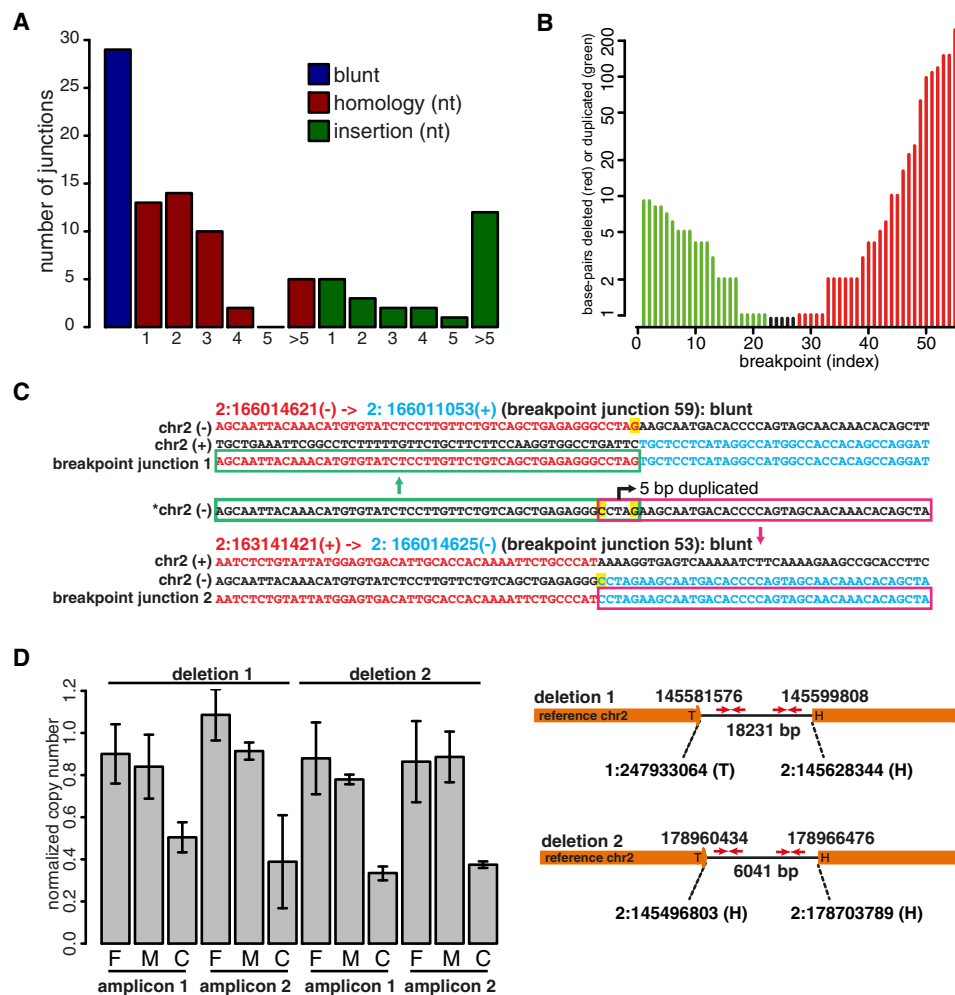 A
number of junctions
30
25
20
15
10
5
0
blunt
homology (nt)
insertion (nt)
1 2 3 4 5 >5 1 2 3 4 5 >5
B
base-pairs deleted (red) or duplicated (green)
200
100
50
20
10
5
2
1
0 10 20 30 40 50
breakpoint (index)
C
2:166014621(-) -> 2: 166011053(+) (breakpoint junction 59): blunt
chr2 (-) AGCAATTACAAACATGTGTATCTCCTTGTTCTGTCAGCTGAGAGGGCCTAGAAGCAATGACACCCCAGTAGCAACAAACACAGCTT
chr2 (+) TGCTGAAATTCGGCCTCTTTTTGTTCTGCTTCTTCCAAGGTGGCCTGATTCTGCTCCTCATAGGCCATGGCCACCACAGCCAGGAT
breakpoint junction 1 AGCAATTACAAACATGTGTATCTCCTTGTTCTGTCAGCTGAGAGGGCCTAGTGCTCCTCATAGGCCATGGCCACCACAGCCAGGAT
5 bp duplicated
*chr2 (-) AGCAATTACAAACATGTGTATCTCCTTGTTCTGTCAGCTGAGAGGGCCTAGAAGCAATGACACCCCAGTAGCAACAAACACAGCTA
2:163141421(+) -> 2: 166014625(-) (breakpoint junction 53): blunt
chr2 (+) AATCTCTGTATTATGGAGTGACATTGCACCACAAAATTCTGCCCATAAAAGGTGAGTCAAAAATCTTCAAAAGAAGCCGCACCTTC
chr2 (-) AGCAATTACAAACATGTGTATCTCCTTGTTCTGTCAGCTGAGAGGGCCTAGAAGCAATGACACCCCAGTAGCAACAAACACAGCTA
breakpoint junction 2 AATCTCTGTATTATGGAGTGACATTGCACCACAAAATTCTGCCCATCCTAGAAGCAATGACACCCCAGTAGCAACAAACACAGCTA
D
deletion 1 deletion 2
normalized copy number
1.2
1.0
0.8
0.6
0.4
0.2
0.0
F M C F M C F M C F M C
amplicon 1 amplicon 2 amplicon 1 amplicon 2
deletion 1 145581576 145599808
reference chr2 T H
18231 bp
1:247933064 (T) 2:145628344 (H)
deletion 2 178960434 178966476
reference chr2 T H
6041 bp
2:145496803 (H) 2:178703789 (H)